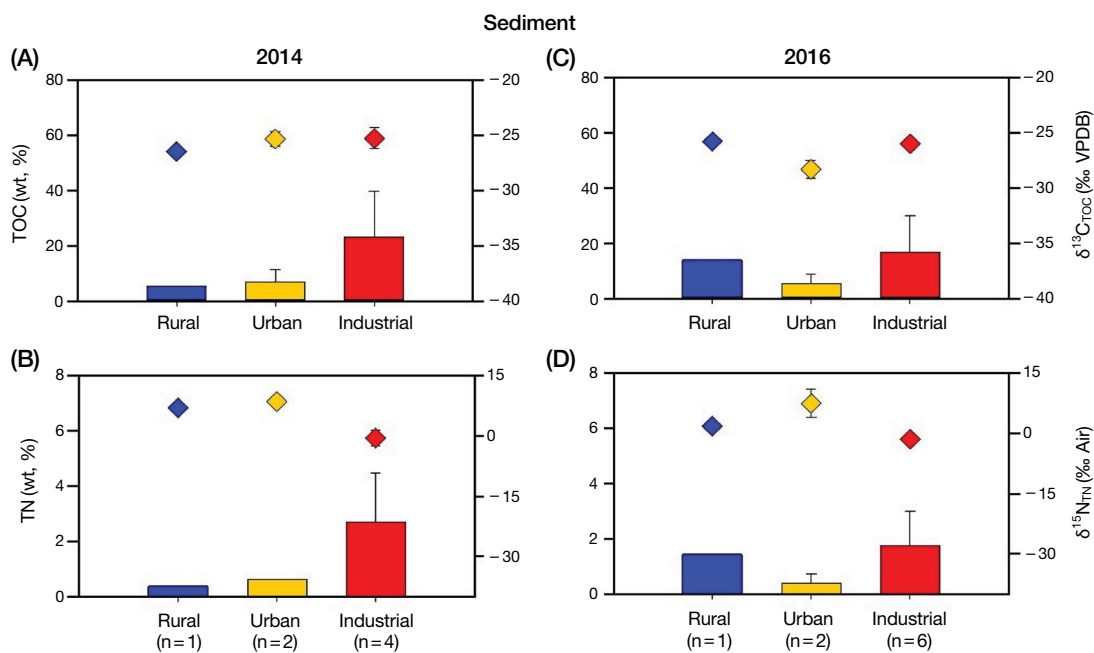 Sediment
(A)
2014
TOC (wt, %)
80
60
40
20
0
−20
−25
−30
−35
−40
Rural
Urban
Industrial
(C)
2016
80
60
40
20
0
−20
−25
−30
−35
−40
δ¹³C_TOC (‰ VPDB)
Rural
Urban
Industrial
(B)
TN (wt, %)
8
6
4
2
0
15
0
−15
−30
Rural
(n=1)
Urban
(n=2)
Industrial
(n=4)
(D)
8
6
4
2
0
15
0
−15
−30
δ¹⁵N_TN (‰ Air)
Rural
(n=1)
Urban
(n=2)
Industrial
(n=6)